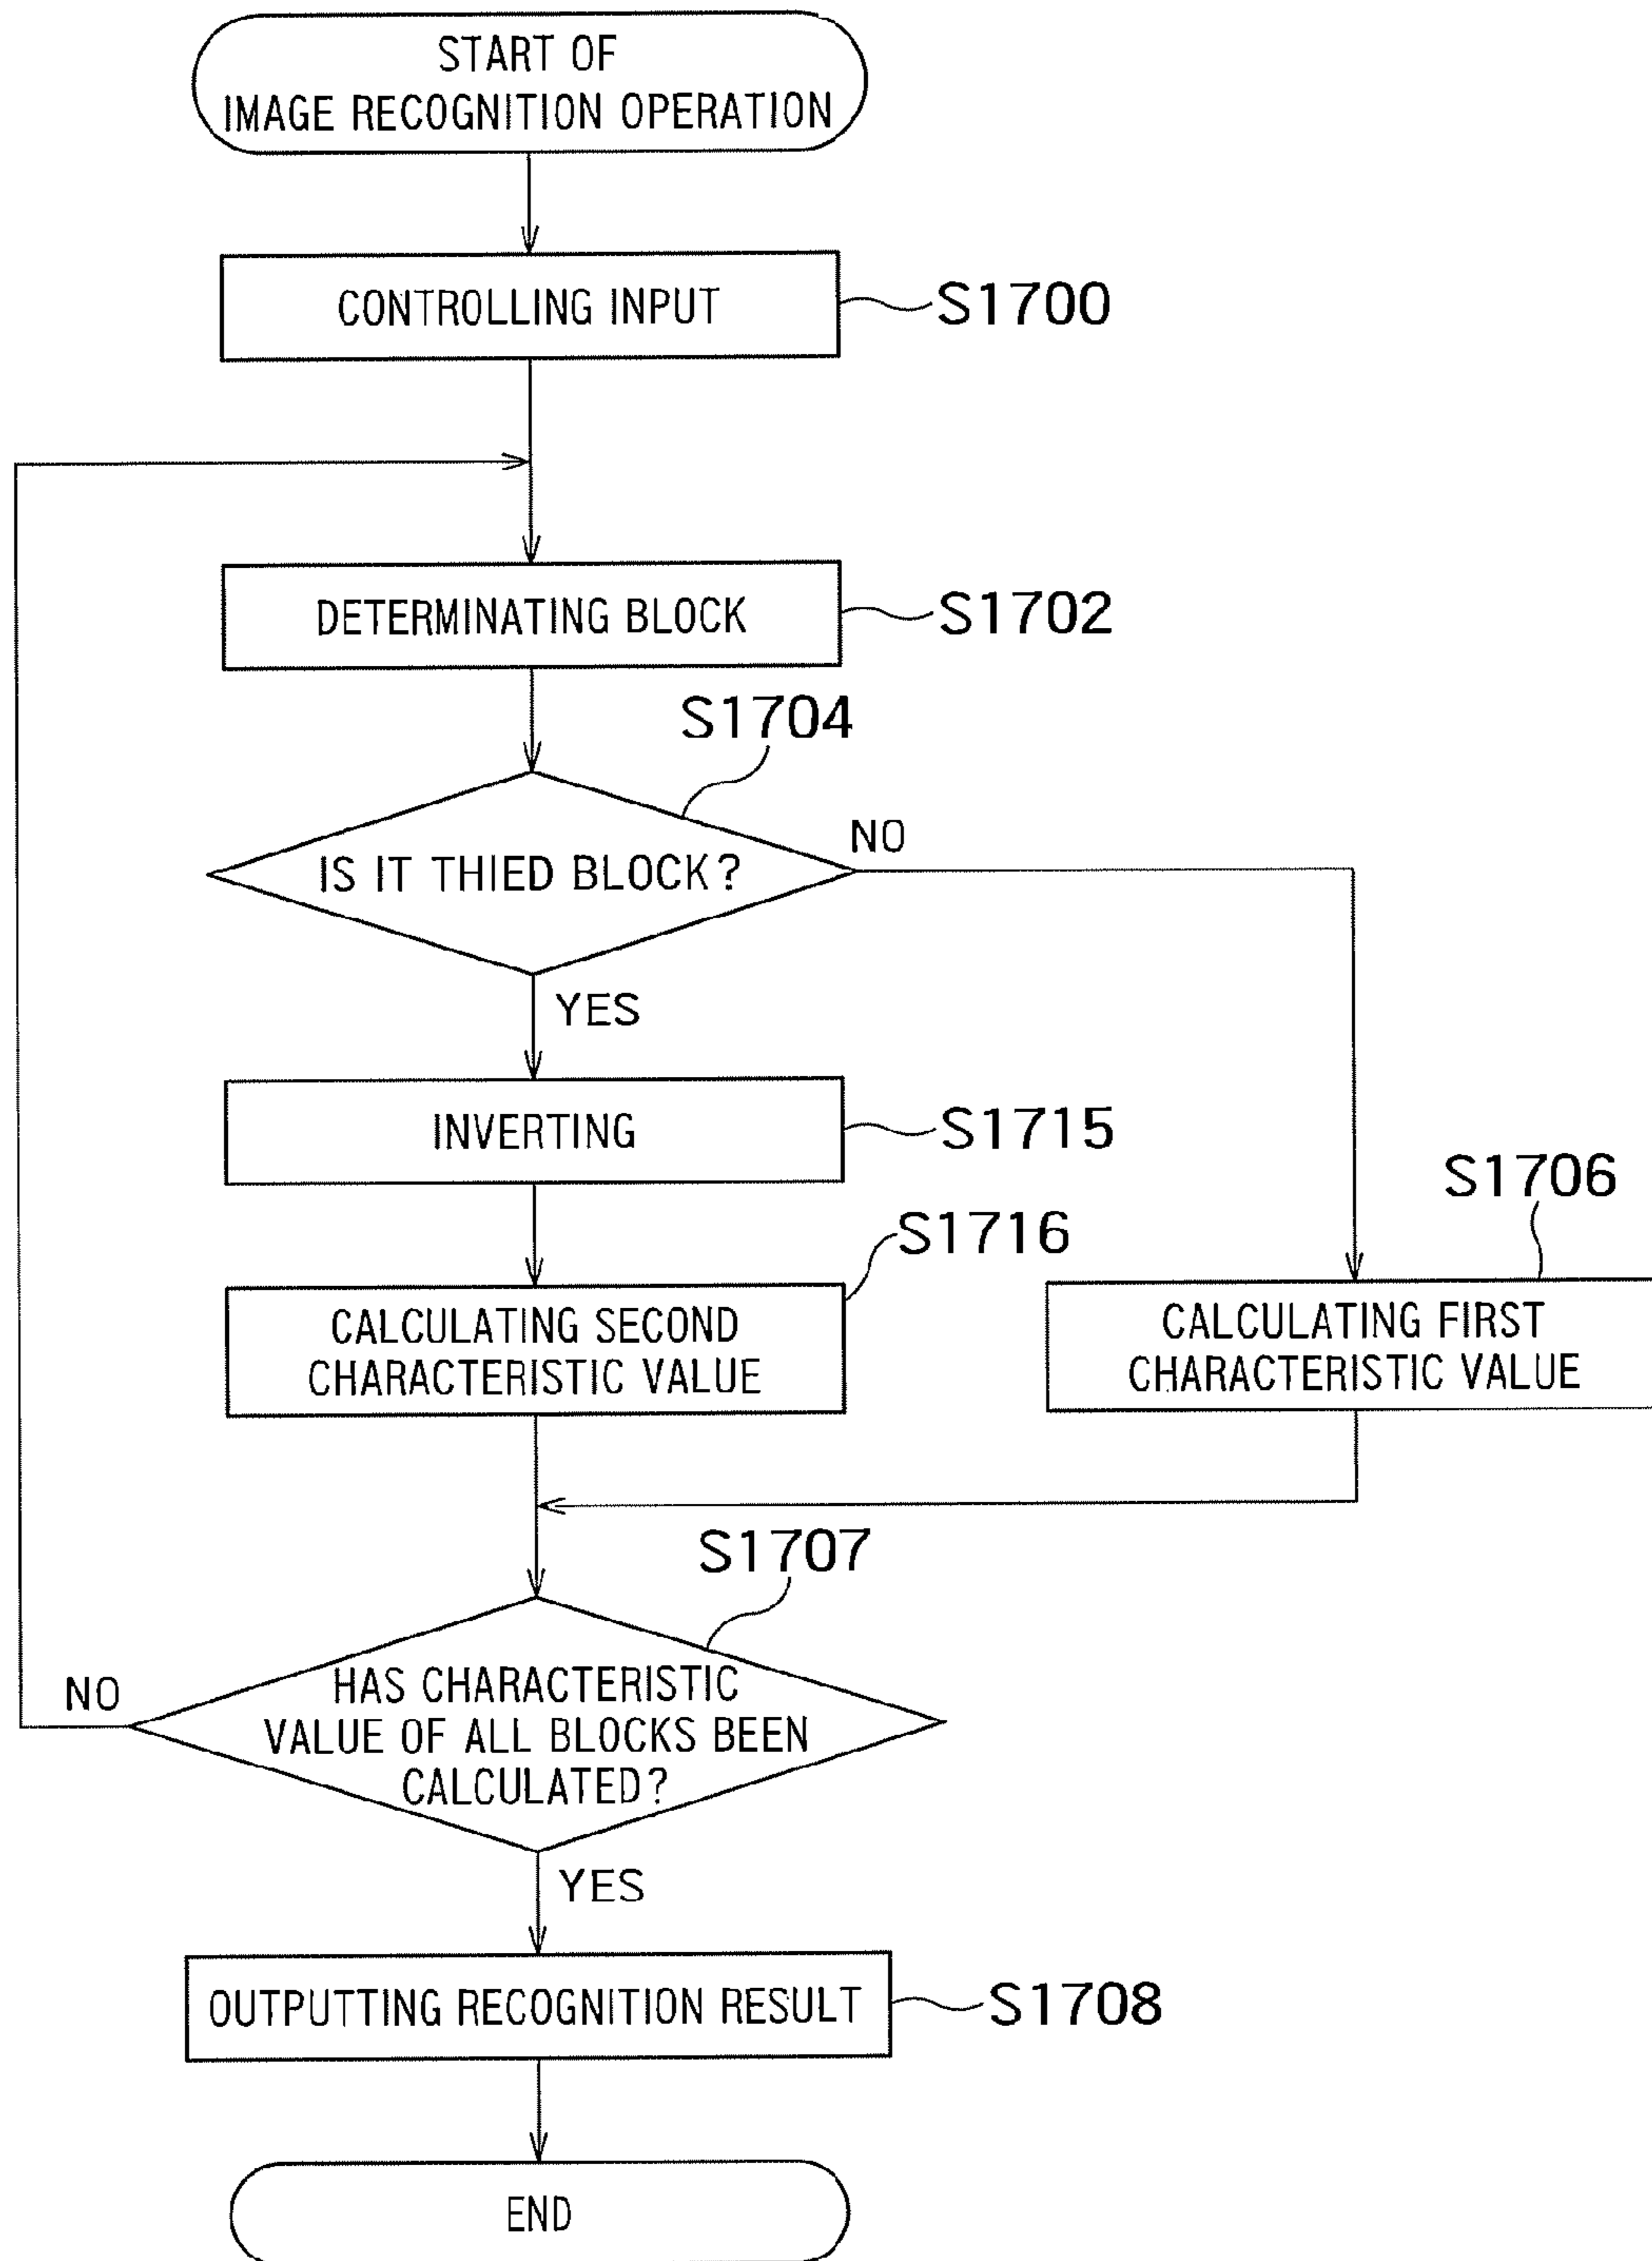 START OF
IMAGE RECOGNITION OPERATION
CONTROLLING INPUT
S1700
DETERMINATING BLOCK
S1702
S1704
IS IT THIED BLOCK?
NO
YES
INVERTING
S1715
S1706
S1716
CALCULATING SECOND
CHARACTERISTIC VALUE
CALCULATING FIRST
CHARACTERISTIC VALUE
S1707
HAS CHARACTERISTIC
VALUE OF ALL BLOCKS BEEN
CALCULATED?
NO
YES
OUTPUTTING RECOGNITION RESULT
S1708
END